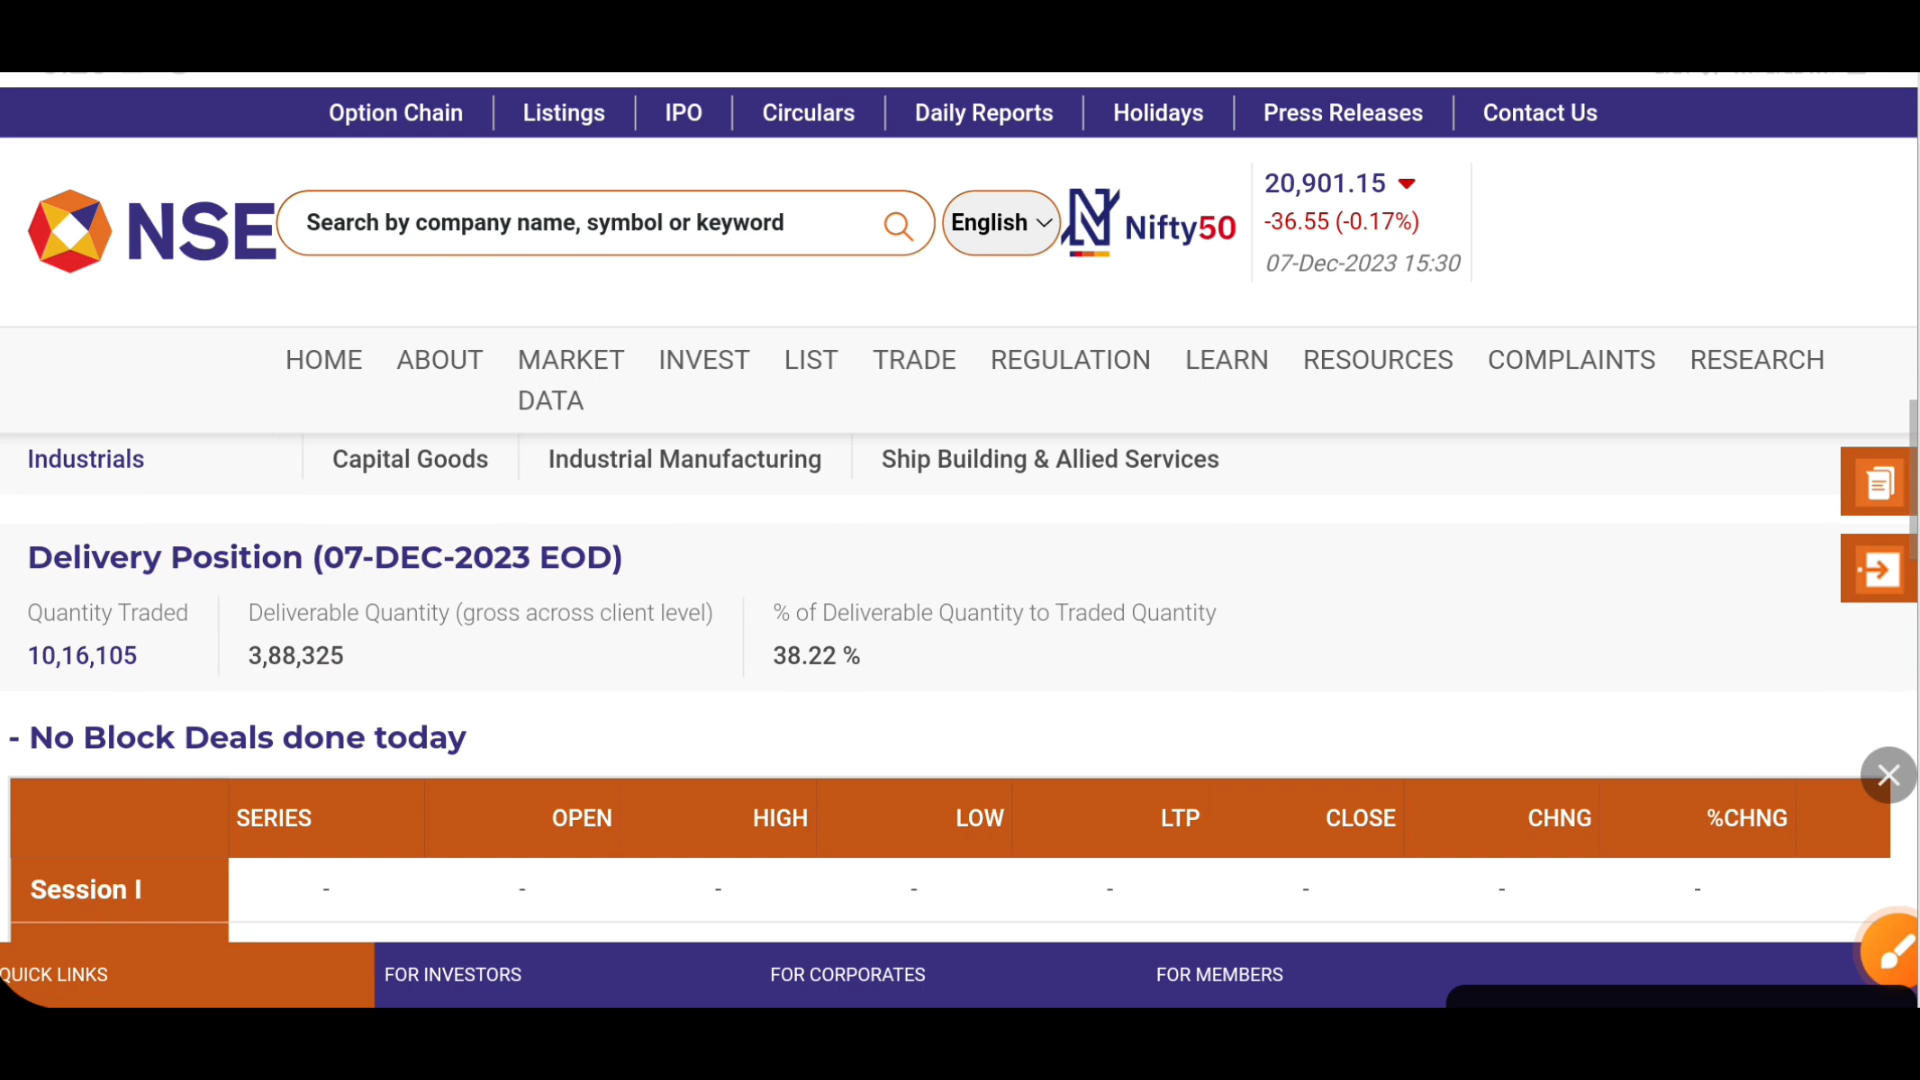 Option Chain
Listings
IPO
Circulars
Daily Reports
Holidays
Press Releases
Contact Us
NSE
Search by company name, symbol or keyword
English
Nifty50
20,901.15
-36.55 (-0.17%)
07-Dec-2023 15:30
HOME
ABOUT
MARKET
DATA
INVEST
LIST
TRADE
REGULATION
LEARN
RESOURCES
COMPLAINTS
RESEARCH
Industrials
Capital Goods
Industrial Manufacturing
Ship Building & Allied Services
Delivery Position (07-DEC-2023 EOD)
Quantity Traded
Deliverable Quantity (gross across client level)
% of Deliverable Quantity to Traded Quantity
10,16,105
3,88,325
38.22 %
- No Block Deals done today
SERIES OPEN HIGH LOW LTP CLOSE CHNG %CHNG
Session I - - - - - - - -
QUICK LINKS
FOR INVESTORS
FOR CORPORATES
FOR MEMBERS